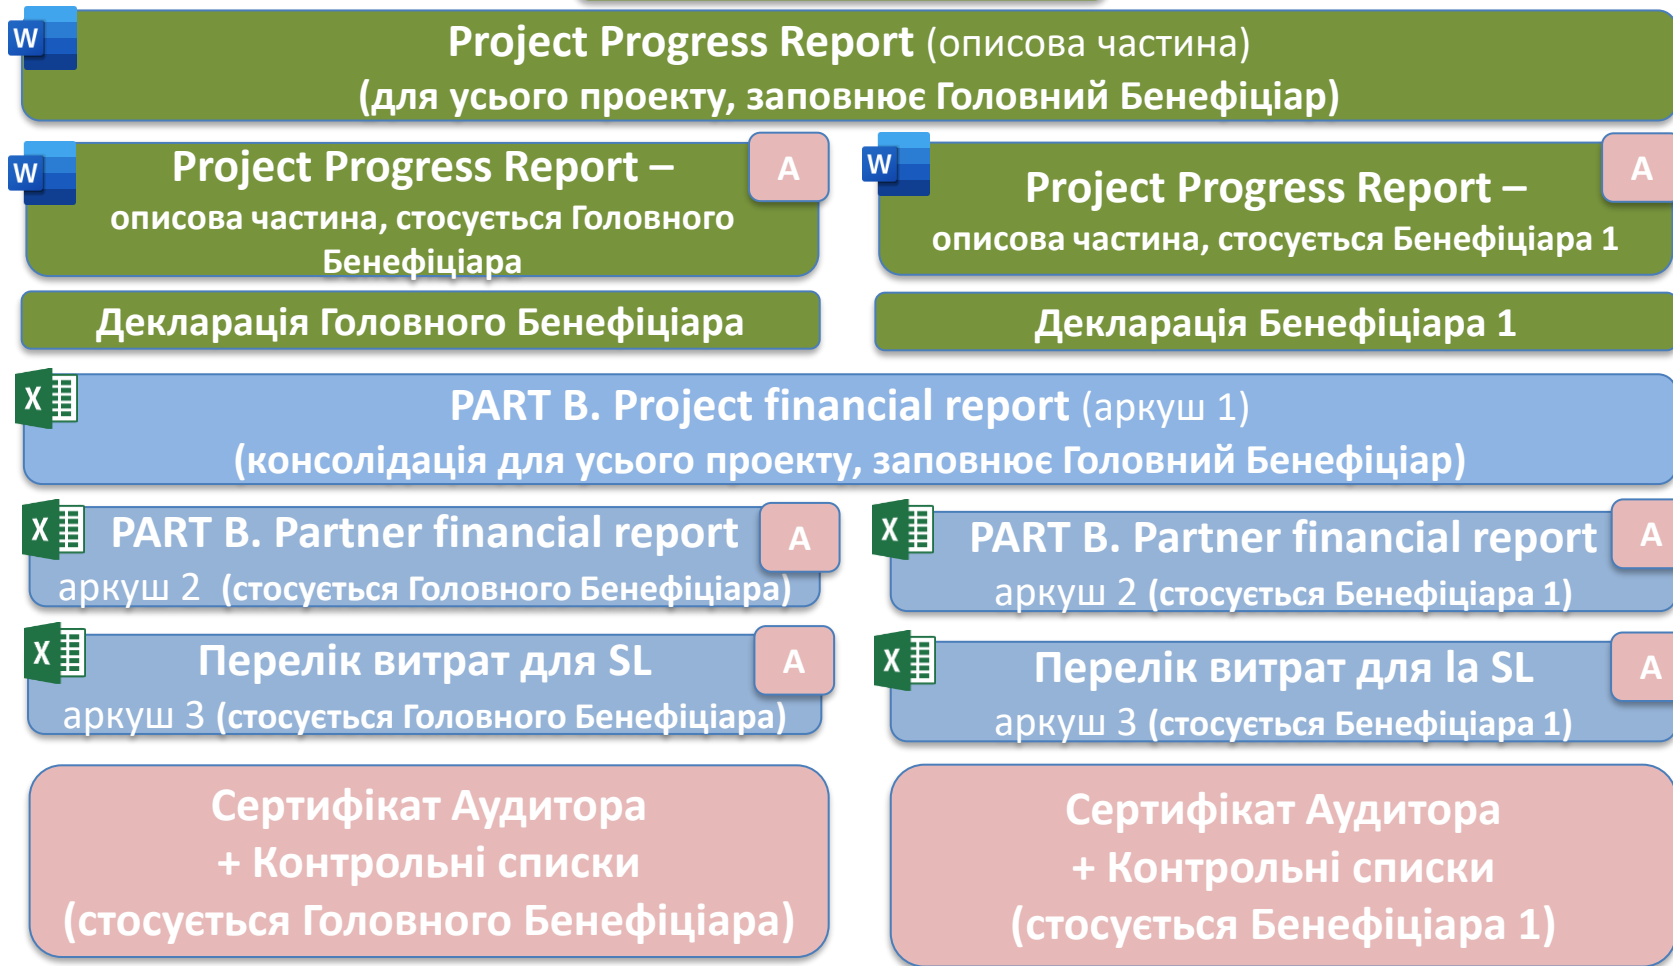 W
Project Progress Report (описова частина)
(для усього проекту, заповнює Головний Бенефіціар)
W
Project Progress Report –
A
описова частина, стосується Головного
Бенефіціара
W
Project Progress Report –
A
описова частина, стосується Бенефіціара 1
Декларація Головного Бенефіціара
Декларація Бенефіціара 1
X
PART B. Project financial report (аркуш 1)
(консолідація для усього проекту, заповнює Головний Бенефіціар)
X
PART B. Partner financial report
A
аркуш 2 (стосується Головного Бенефіціара)
X
PART B. Partner financial report
A
аркуш 2 (стосується Бенефіціара 1)
X
Перелік витрат для SL
A
аркуш 3 (стосується Головного Бенефіціара)
X
Перелік витрат для la SL
A
аркуш 3 (стосується Бенефіціара 1)
Сертифікат Аудитора
+ Контрольні списки
(стосується Головного Бенефіціара)
Сертифікат Аудитора
+ Контрольні списки
(стосується Бенефіціара 1)